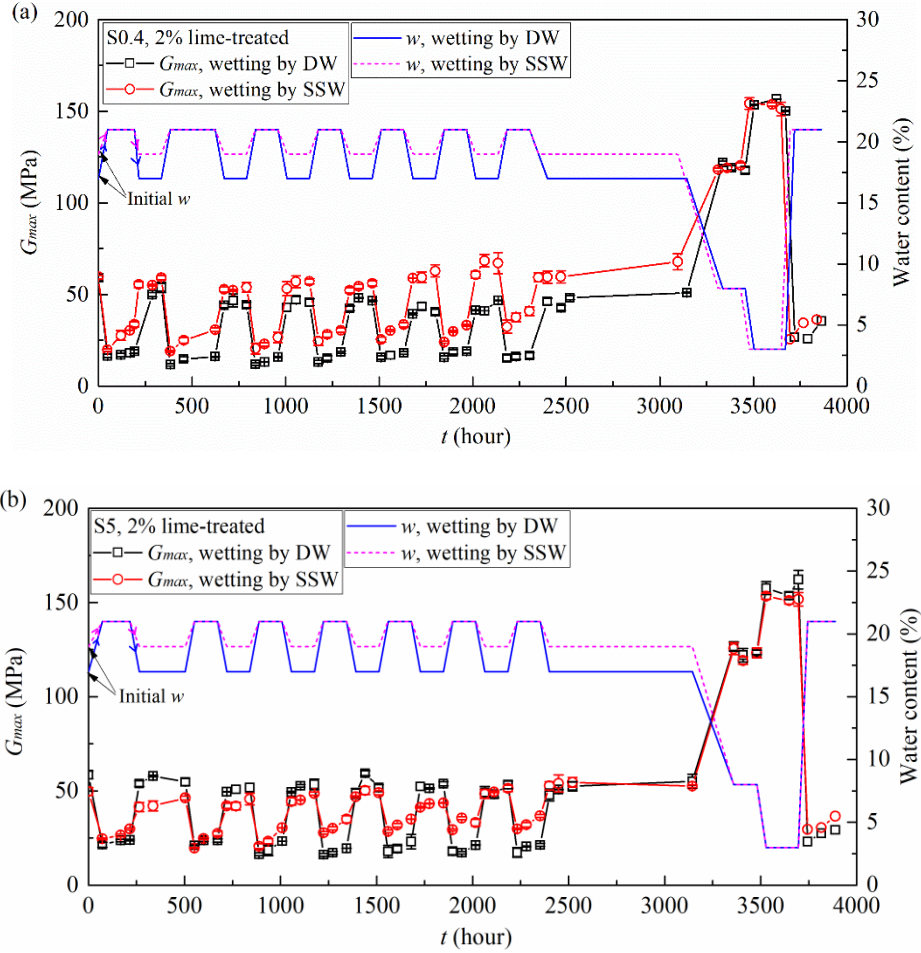 (a)
200
150
100
50
0
Gmax (MPa)
S0.4, 2% lime-treated
Gmax, wetting by DW
Gmax, wetting by SSW
w, wetting by DW
w, wetting by SSW
Initial w
30
25
20
15
10
5
0
Water content (%)
0 500 1000 1500 2000 2500 3000 3500 4000
t (hour)
(b)
200
150
100
50
0
Gmax (MPa)
S5, 2% lime-treated
Gmax, wetting by DW
Gmax, wetting by SSW
w, wetting by DW
w, wetting by SSW
Initial w
30
25
20
15
10
5
0
Water content (%)
0 500 1000 1500 2000 2500 3000 3500 4000
t (hour)